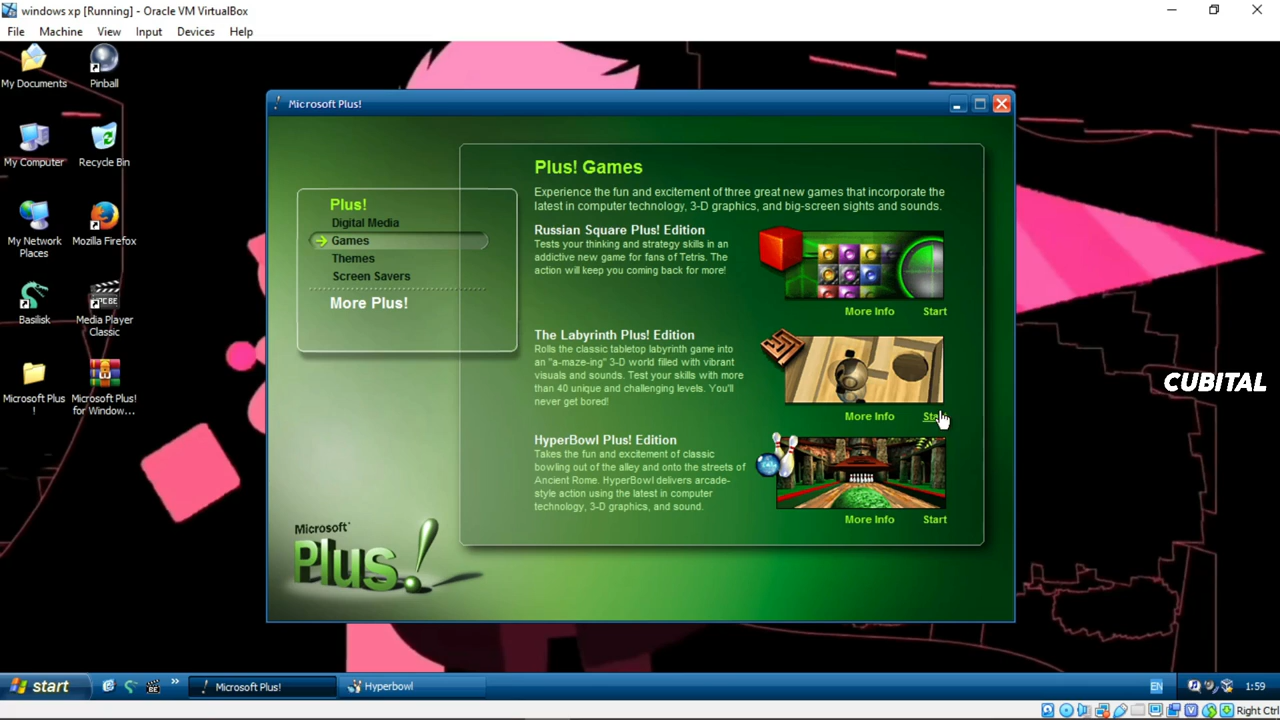 windows xp [Running] - Oracle VM VirtualBox
File Machine View Input Devices Help
My Documents
Pinball
My Computer
Recycle Bin
My Network Places
Mozilla Firefox
Basilisk
Media Player Classic
Microsoft Plus!
Microsoft Plus! for Window...
Microsoft Plus!
Plus!
Digital Media
Games
Themes
Screen Savers
More Plus!
Plus! Games
Experience the fun and excitement of three great new games that incorporate the
latest in computer technology, 3-D graphics, and big-screen sights and sounds.
Russian Square Plus! Edition
Tests your thinking and strategy skills in an
addictive new game for fans of Tetris. The
action will keep you coming back for more!
More Info Start
The Labyrinth Plus! Edition
Rolls the classic tabletop labyrinth game into
an "a-maze-ing" 3-D world filled with vibrant
visuals and sounds. Test your skills with more
than 40 unique and challenging levels. You'll
never get bored!
More Info Start
HyperBowl Plus! Edition
Takes the fun and excitement of classic
bowling out of the alley and onto the streets of
Ancient Rome. HyperBowl delivers arcade-
style action using the latest in computer
technology, 3-D graphics, and sound.
More Info Start
Microsoft
Plus!
CUBITAL
start
Microsoft Plus!
Hyperbowl
EN
1:59
Right Ctrl